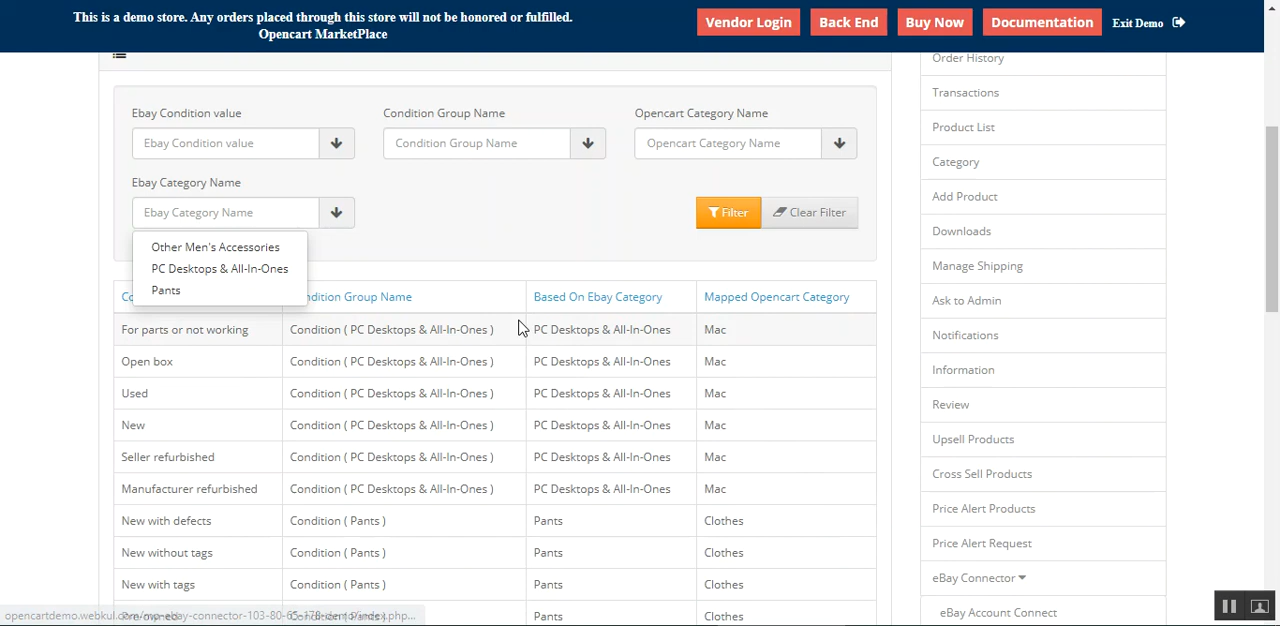 This is a demo store. Any orders placed through this store will not be honored or fulfilled.
Opencart MarketPlace
Vendor Login
Back End
Buy Now
Documentation
Exit Demo
Ebay Condition value
Condition Group Name
Opencart Category Name
Ebay Condition value
Condition Group Name
Opencart Category Name
Ebay Category Name
Ebay Category Name
Filter
Clear Filter
Other Men's Accessories
PC Desktops & All-In-Ones
Pants
Condition Group Name
Based On Ebay Category
Mapped Opencart Category
For parts or not working
Condition ( PC Desktops & All-In-Ones )
PC Desktops & All-In-Ones
Mac
Open box
Condition ( PC Desktops & All-In-Ones )
PC Desktops & All-In-Ones
Mac
Used
Condition ( PC Desktops & All-In-Ones )
PC Desktops & All-In-Ones
Mac
New
Condition ( PC Desktops & All-In-Ones )
PC Desktops & All-In-Ones
Mac
Seller refurbished
Condition ( PC Desktops & All-In-Ones )
PC Desktops & All-In-Ones
Mac
Manufacturer refurbished
Condition ( PC Desktops & All-In-Ones )
PC Desktops & All-In-Ones
Mac
New with defects
Condition ( Pants )
Pants
Clothes
New without tags
Condition ( Pants )
Pants
Clothes
New with tags
Condition ( Pants )
Pants
Clothes
Pants
Clothes
Order History
Transactions
Product List
Category
Add Product
Downloads
Manage Shipping
Ask to Admin
Notifications
Information
Review
Upsell Products
Cross Sell Products
Price Alert Products
Price Alert Request
eBay Connector
eBay Account Connect